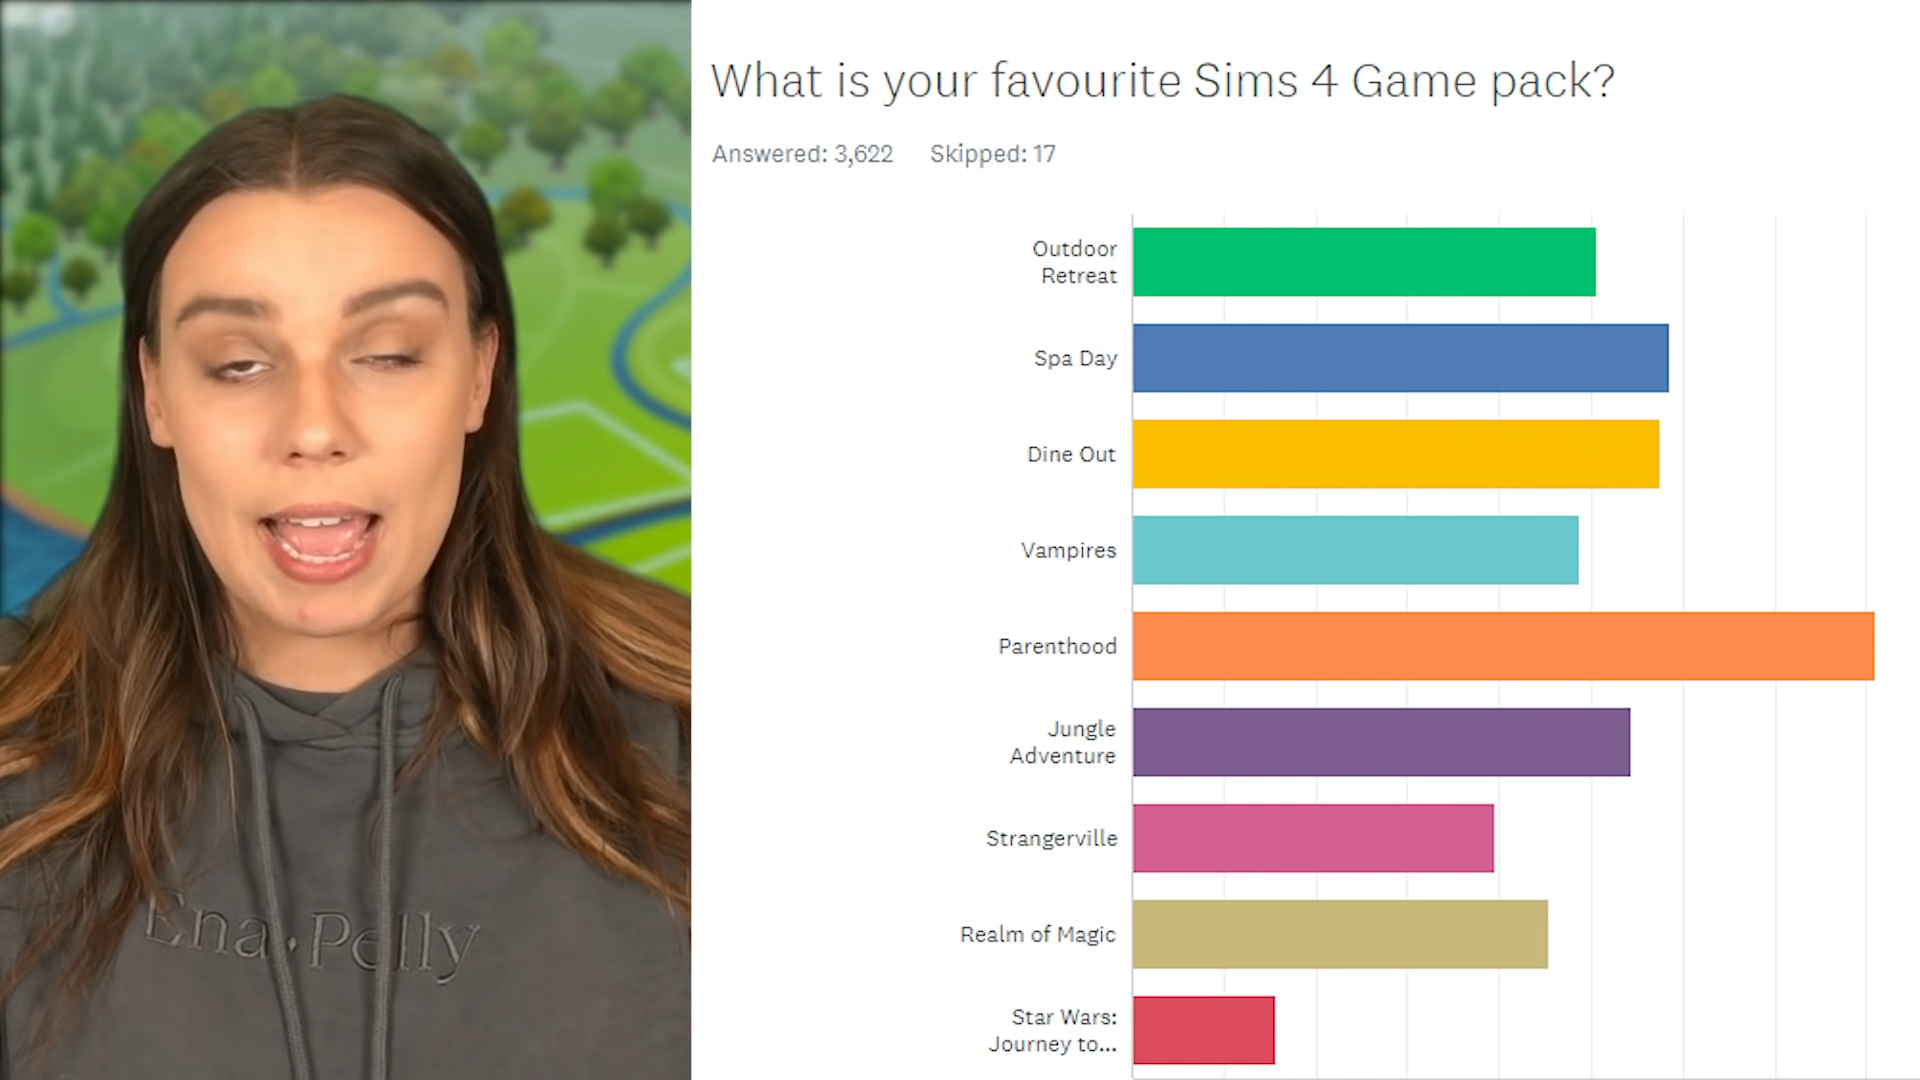 What is your favourite Sims 4 Game pack?
Answered: 3,622 Skipped: 17
Outdoor
Retreat
Spa Day
Dine Out
Vampires
Parenthood
Jungle
Adventure
Strangerville
Realm of Magic
Star Wars:
Journey to...
Ena Pelly